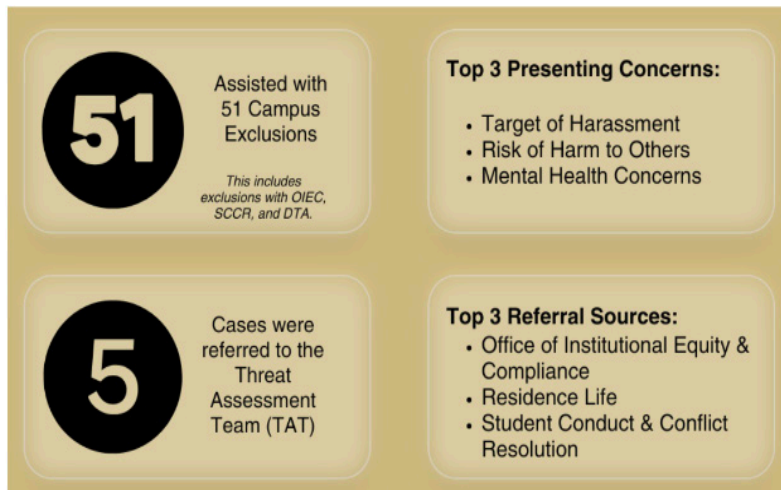 51
Assisted with
51 Campus
Exclusions
This includes
exclusions with OIEC,
SCCR, and DTA.
Top 3 Presenting Concerns:
• Target of Harassment
• Risk of Harm to Others
• Mental Health Concerns
5
Cases were
referred to the
Threat
Assessment
Team (TAT)
Top 3 Referral Sources:
• Office of Institutional Equity &
Compliance
• Residence Life
• Student Conduct & Conflict
Resolution